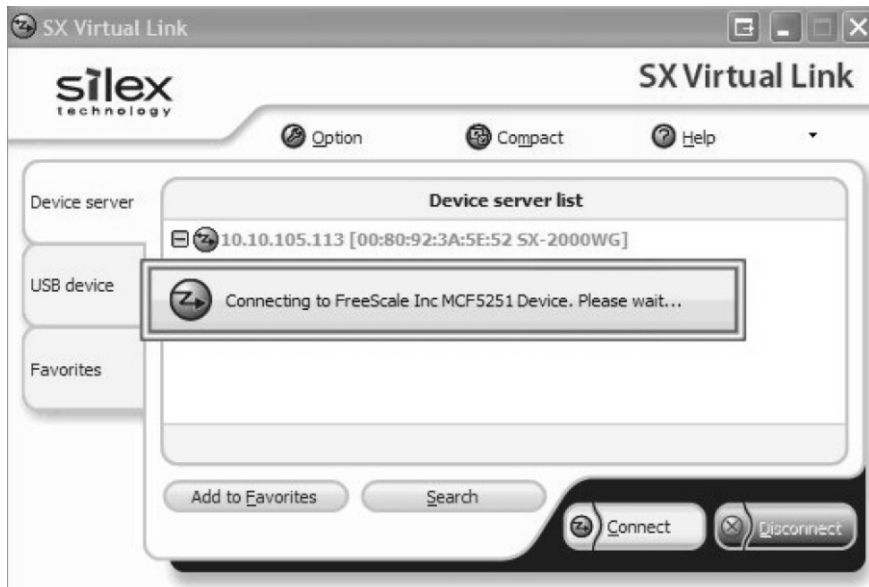 SX Virtual Link
silex
technology
SX Virtual Link
Option
Compact
Help
Device server
Device server list
10.10.105.113 [00:80:92:3A:5E:52 SX-2000WG]
USB device
Connecting to FreeScale Inc MCF5251 Device. Please wait...
Favorites
Add to Favorites
Search
Connect
Disconnect